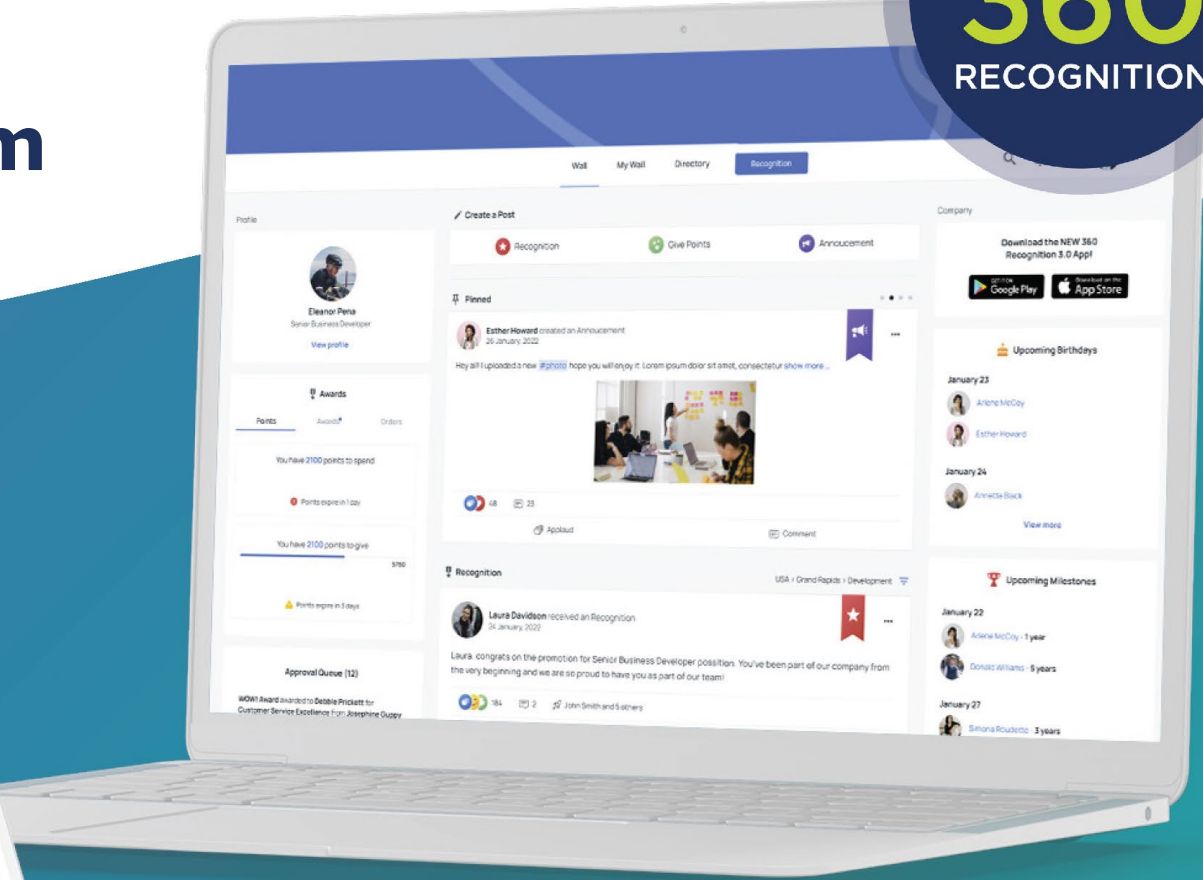 m
360
RECOGNITION
Wall
My Wall
Directory
Recognition
Profile
Eleanor Pena
Senior Business Developer
View profile
Awards
Points
Awards
Orders
You have 2100 points to spend
Points expire in 1 day
You have 2100 points to give
5750
Points expire in 3 days
Approval Queue (12)
WOW! Award awarded to Debbie Prickett for
Customer Service Excellence from Josephine Guppy
Create a Post
Recognition
Give Points
Annoucement
Pinned
Esther Howard created an Annoucement
26 January, 2022
Hey all! I uploaded a new #photo hope you will enjoy it. Lorem ipsum dolor sit amet, consectetur show more ...
48
23
Applaud
Comment
Recognition
USA › Grand Rapids › Development
Laura Davidson received an Recognition
24 January, 2022
Laura, congrats on the promotion for Senior Business Developer possition. You've been part of our company from
the very beginning and we are so proud to have you as part of our team!
184
2
John Smith and 5 others
Company
Download the NEW 360
Recognition 3.0 App!
GET IT ON
Google Play
Download on the
App Store
Upcoming Birthdays
January 23
Arlene McCoy
Esther Howard
January 24
Annette Black
View more
Upcoming Milestones
January 22
Arlene McCoy - 1 year
Donald Williams - 5 years
January 27
Simona Roudette - 3 years